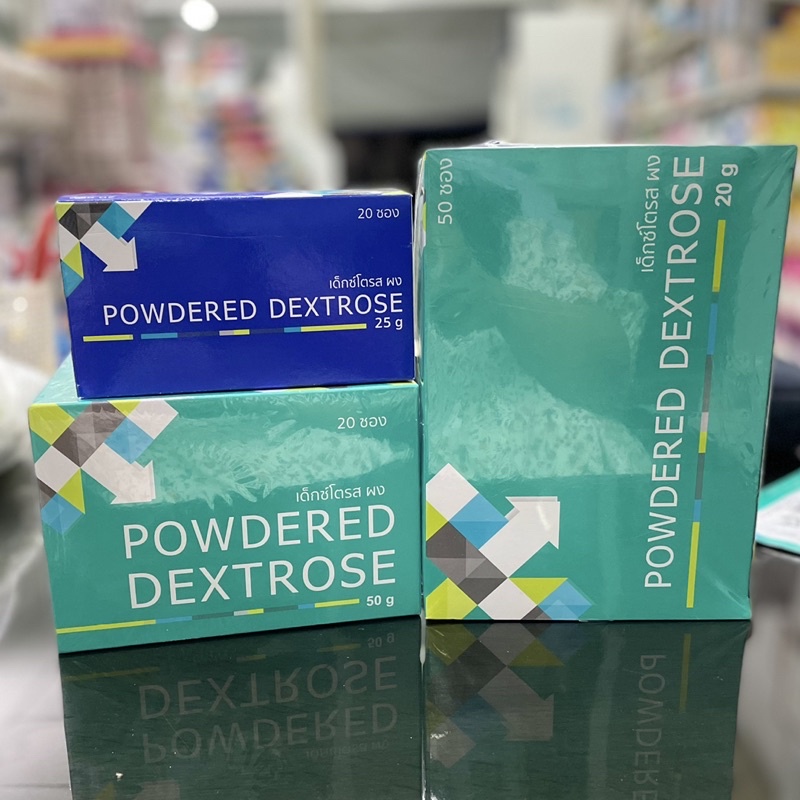 20 ซอง
เด็กซ์โตรส ผง
POWDERED DEXTROSE
25 g
20 ซอง
เด็กซ์โตรส ผง
POWDERED
DEXTROSE
50 g
50 ซอง
เด็กซ์โตรส ผง
POWDERED DEXTROSE
20 g